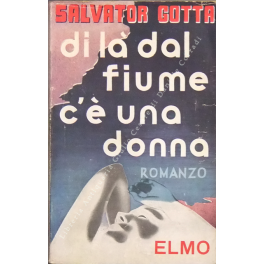 SALVATOR GOTTA
di là dal
fiume
c'è una
donna
ROMANZO
ELMO